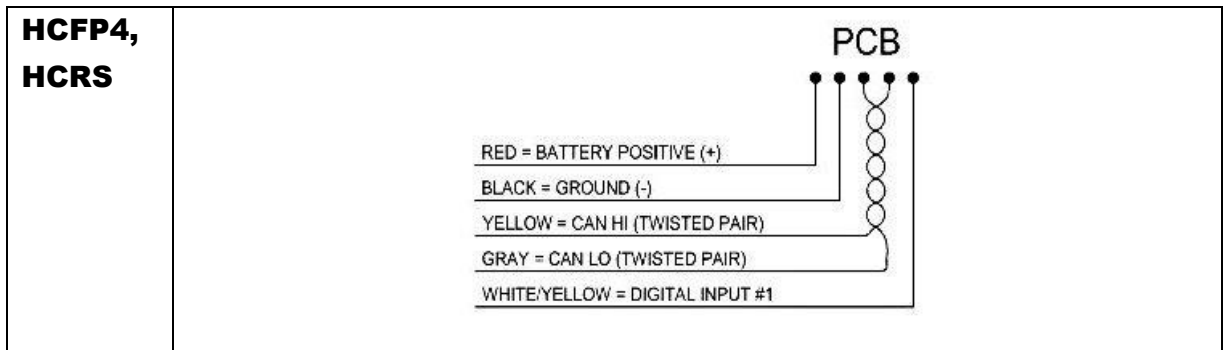 HCFP4,
HCRS
PCB
RED = BATTERY POSITIVE (+)
BLACK = GROUND (-)
YELLOW = CAN HI (TWISTED PAIR)
GRAY = CAN LO (TWISTED PAIR)
WHITE/YELLOW = DIGITAL INPUT #1